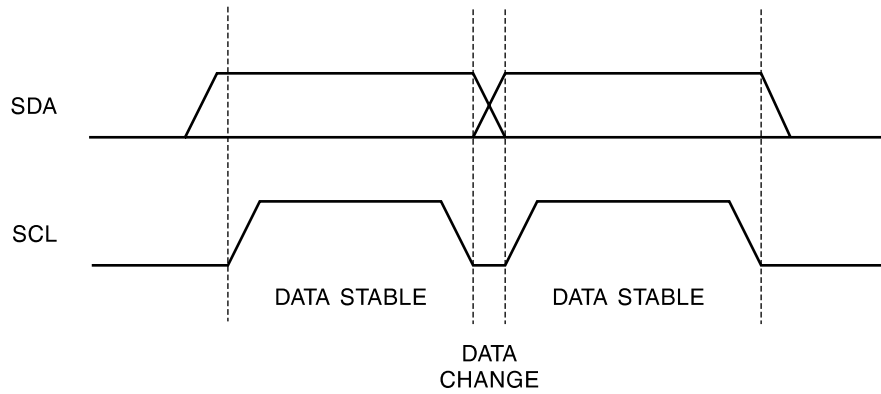 SDA
SCL
DATA STABLE
DATA STABLE
DATA
CHANGE